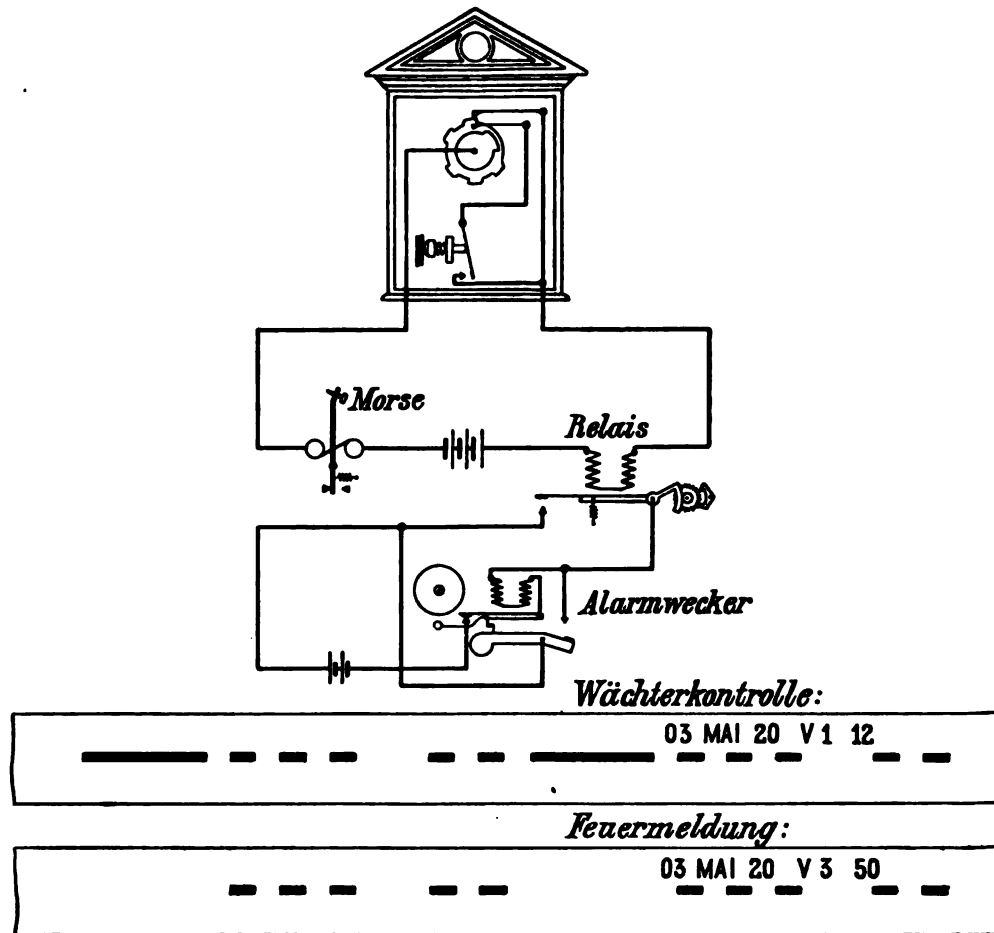 Morse
Relais
Alarmwecker
Wächterkontrolle:
03 MAI 20 V 1 12
Feuermeldung:
03 MAI 20 V 3 50